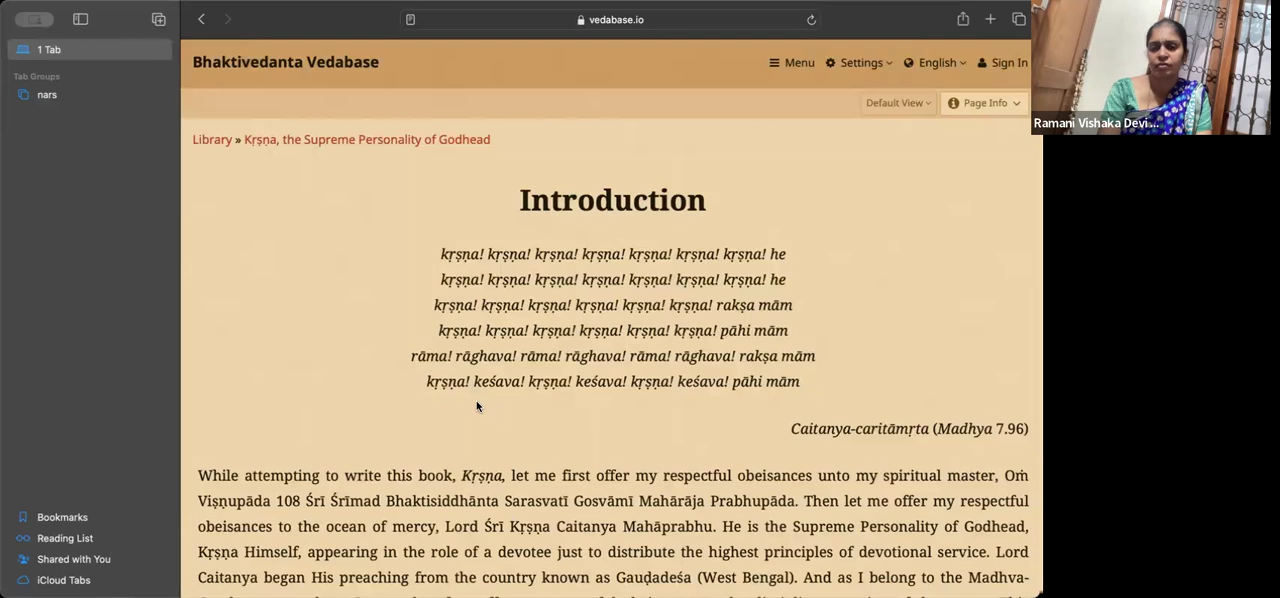 vedabase.io
1 Tab
Tab Groups
nars
Bhaktivedanta Vedabase
Menu Settings English Sign In
Default View Page Info
Library » Kṛṣṇa, the Supreme Personality of Godhead
Introduction
kṛṣṇa! kṛṣṇa! kṛṣṇa! kṛṣṇa! kṛṣṇa! kṛṣṇa! kṛṣṇa! he
kṛṣṇa! kṛṣṇa! kṛṣṇa! kṛṣṇa! kṛṣṇa! kṛṣṇa! kṛṣṇa! he
kṛṣṇa! kṛṣṇa! kṛṣṇa! kṛṣṇa! kṛṣṇa! kṛṣṇa! rakṣa mām
kṛṣṇa! kṛṣṇa! kṛṣṇa! kṛṣṇa! kṛṣṇa! kṛṣṇa! pāhi mām
rāma! rāghava! rāma! rāghava! rāma! rāghava! rakṣa mām
kṛṣṇa! keśava! kṛṣṇa! keśava! kṛṣṇa! keśava! pāhi mām
Caitanya-caritāmṛta (Madhya 7.96)
While attempting to write this book, Kṛṣṇa, let me first offer my respectful obeisances unto my spiritual master, Oṁ
Viṣṇupāda 108 Śrī Śrīmad Bhaktisiddhānta Sarasvatī Gosvāmī Mahārāja Prabhupāda. Then let me offer my respectful
obeisances to the ocean of mercy, Lord Śrī Kṛṣṇa Caitanya Mahāprabhu. He is the Supreme Personality of Godhead,
Kṛṣṇa Himself, appearing in the role of a devotee just to distribute the highest principles of devotional service. Lord
Caitanya began His preaching from the country known as Gauḍadeśa (West Bengal). And as I belong to the Madhva-
Bookmarks
Reading List
Shared with You
iCloud Tabs
Ramani Vishaka Devi...